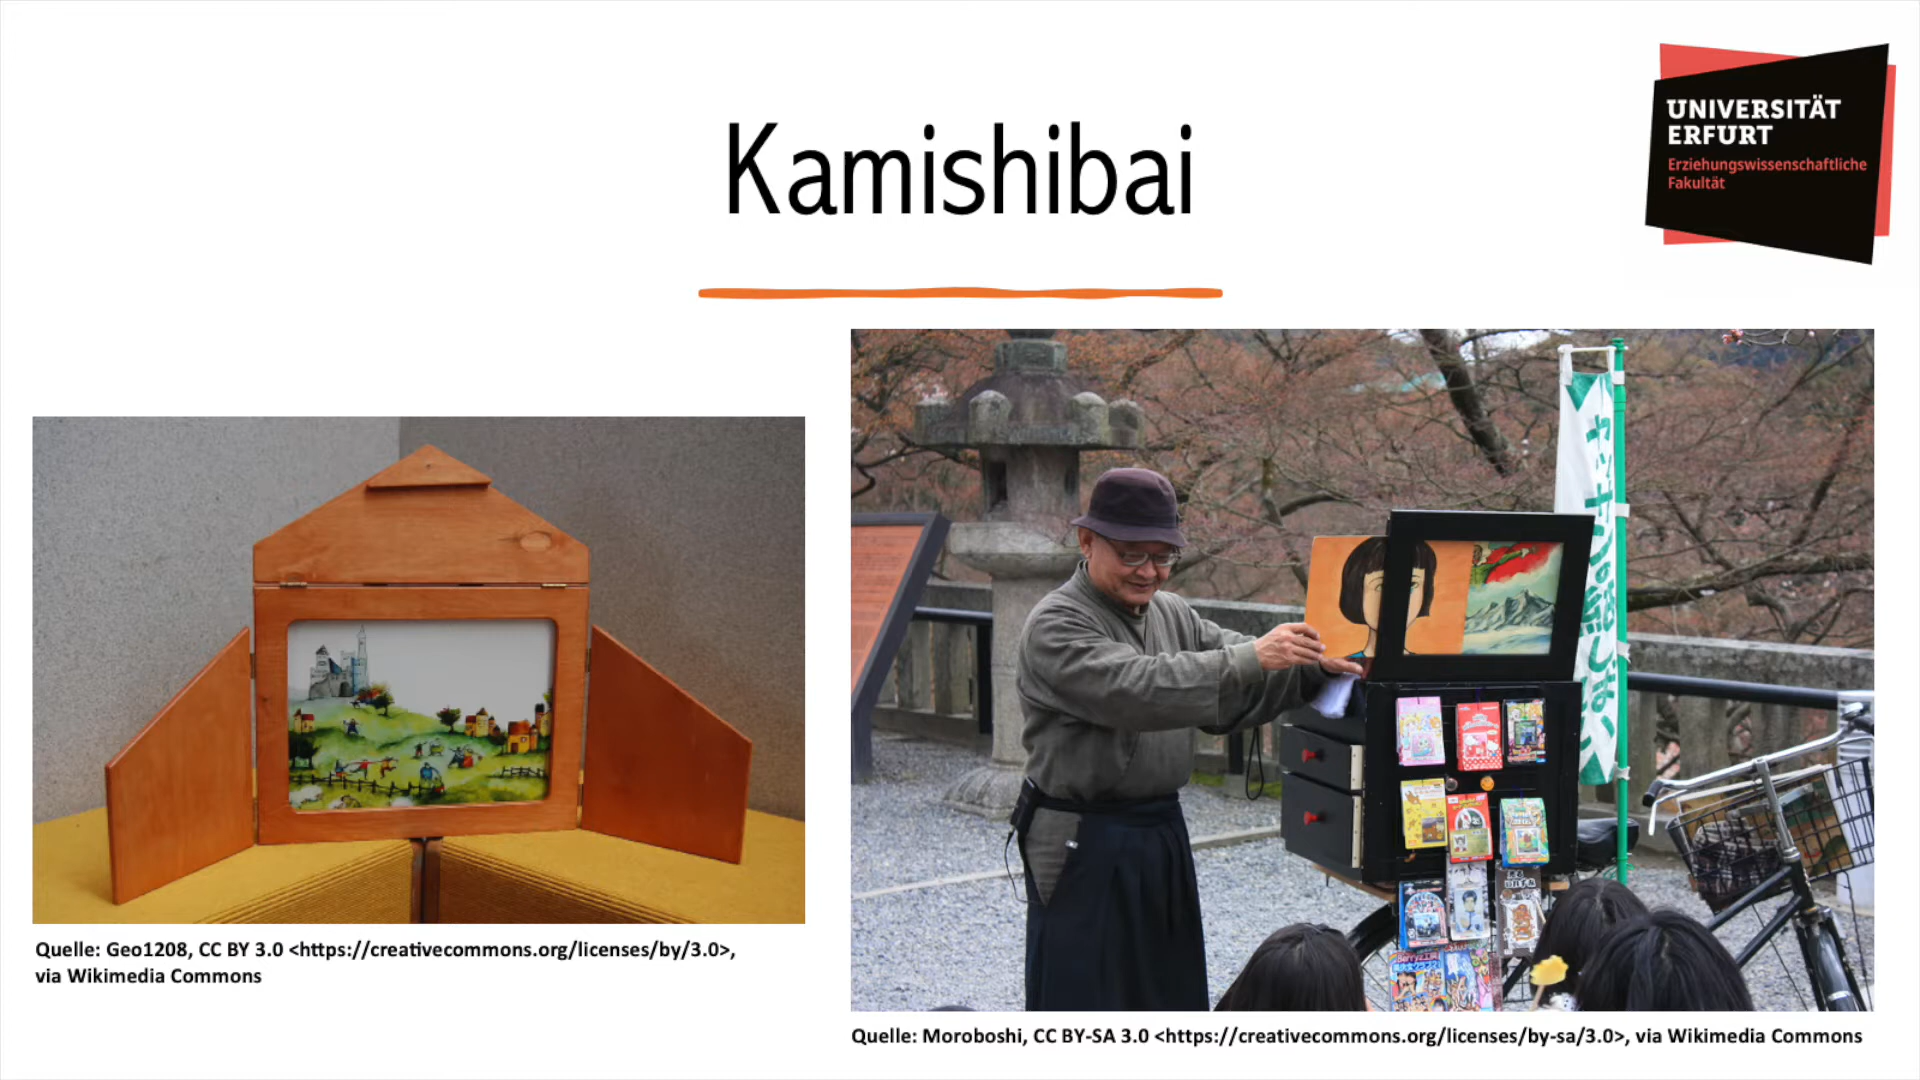 Kamishibai
UNIVERSITÄT
ERFURT
Erziehungswissenschaftliche
Fakultät
Quelle: Geo1208, CC BY 3.0 <https://creativecommons.org/licenses/by/3.0>,
via Wikimedia Commons
Quelle: Moroboshi, CC BY-SA 3.0 <https://creativecommons.org/licenses/by-sa/3.0>, via Wikimedia Commons